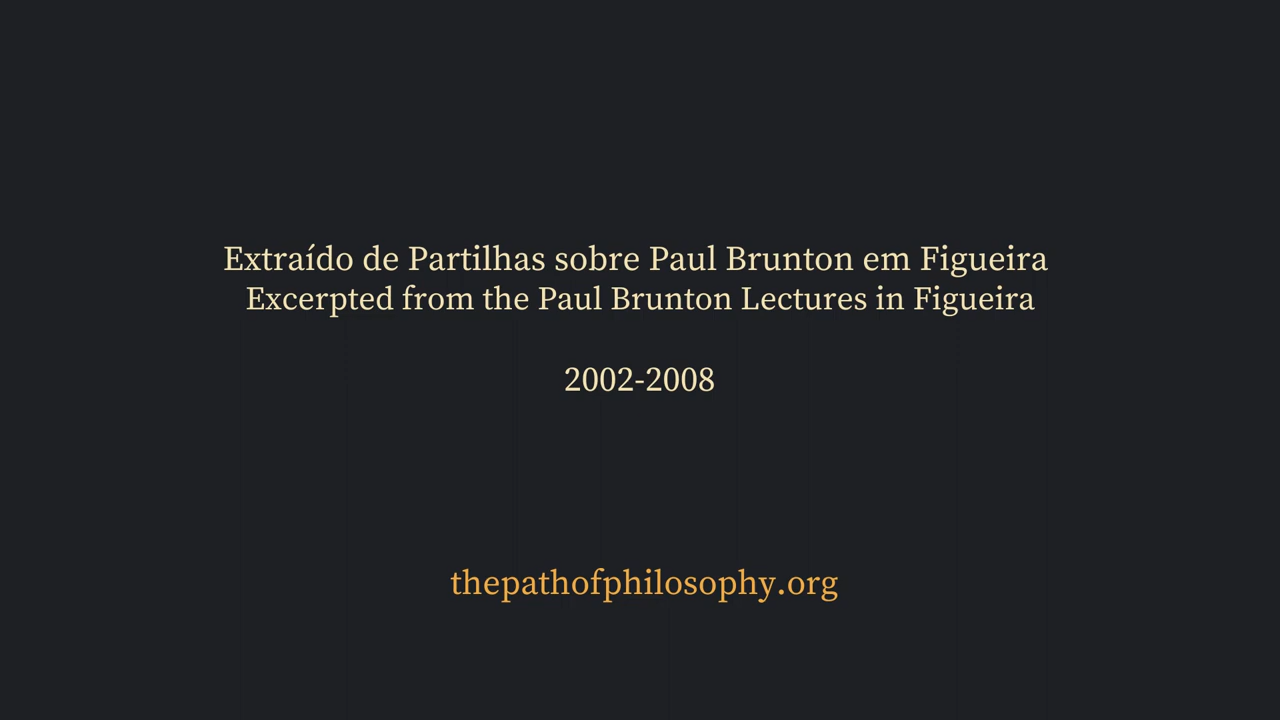 Extraído de Partilhas sobre Paul Brunton em Figueira
Excerpted from the Paul Brunton Lectures in Figueira
2002-2008
thepathofphilosophy.org